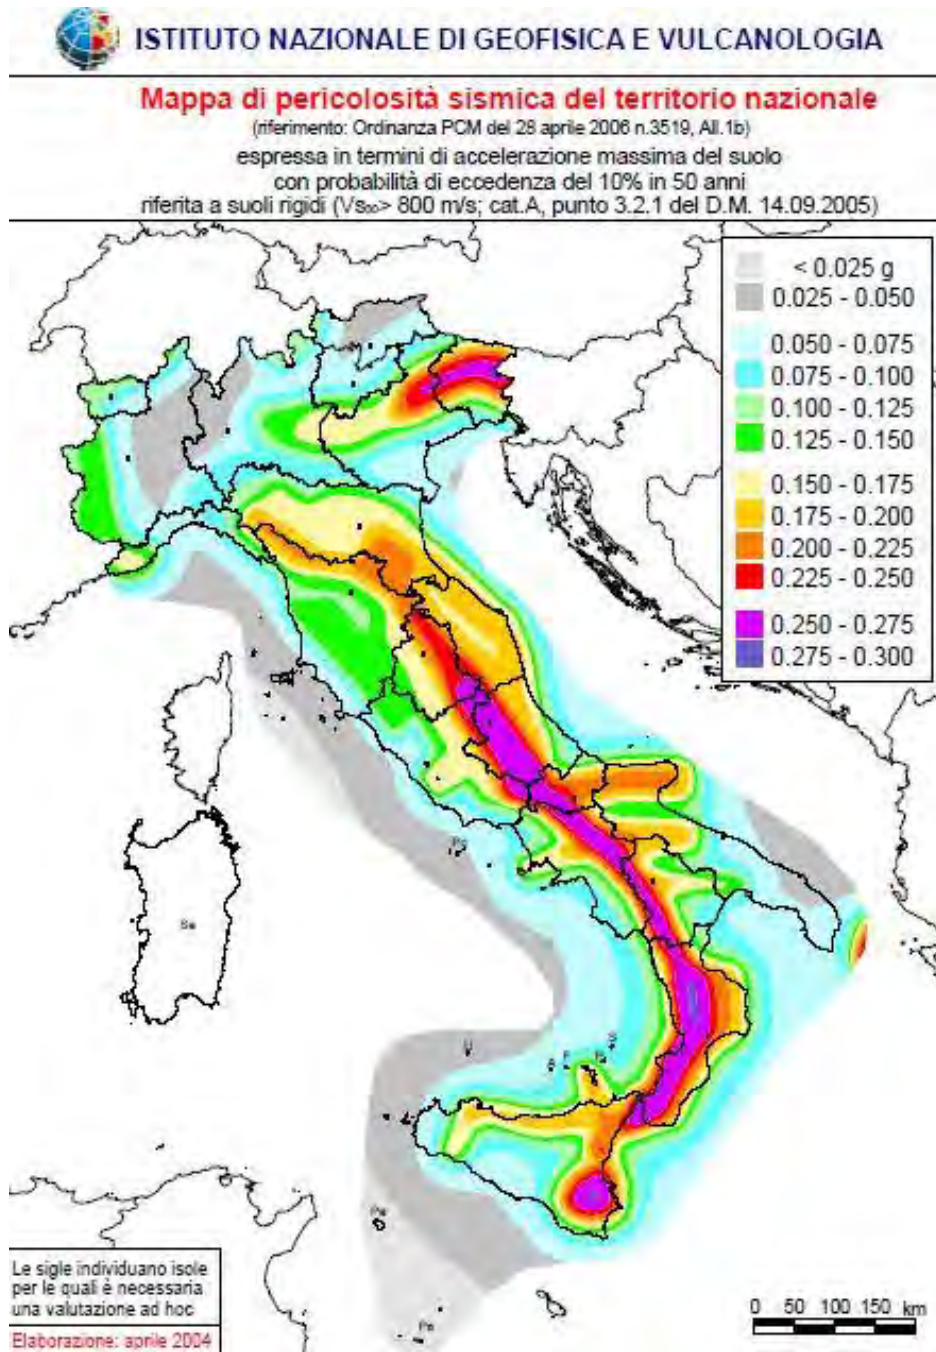 ISTITUTO NAZIONALE DI GEOFISICA E VULCANOLOGIA
Mappa di pericolosità sismica del territorio nazionale
(riferimento: Ordinanza PCM del 28 aprile 2006 n.3519, All.1b)
espressa in termini di accelerazione massima del suolo
con probabilità di eccedenza del 10% in 50 anni
riferita a suoli rigidi (Vs₃₀> 800 m/s; cat.A, punto 3.2.1 del D.M. 14.09.2005)
< 0.025 g
0.025 - 0.050
0.050 - 0.075
0.075 - 0.100
0.100 - 0.125
0.125 - 0.150
0.150 - 0.175
0.175 - 0.200
0.200 - 0.225
0.225 - 0.250
0.250 - 0.275
0.275 - 0.300
Sa
U
Pa
Le sigle individuano isole
per le quali è necessaria
una valutazione ad hoc
Elaborazione: aprile 2004
0 50 100 150 km